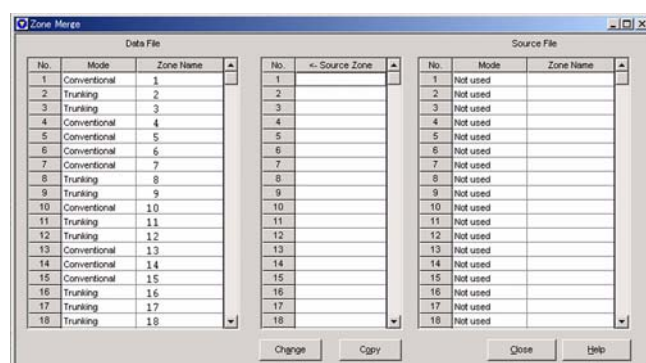 Zone Merge
Data File Source File
No. Mode Zone Name No. <- Source Zone No. Mode Zone Name
1 Conventional 1 1 1 Not used
2 Trunking 2 2 2 Not used
3 Trunking 3 3 3 Not used
4 Conventional 4 4 4 Not used
5 Conventional 5 5 5 Not used
6 Conventional 6 6 6 Not used
7 Conventional 7 7 7 Not used
8 Trunking 8 8 8 Not used
9 Trunking 9 9 9 Not used
10 Conventional 10 10 10 Not used
11 Trunking 11 11 11 Not used
12 Trunking 12 12 12 Not used
13 Conventional 13 13 13 Not used
14 Conventional 14 14 14 Not used
15 Conventional 15 15 15 Not used
16 Trunking 16 16 16 Not used
17 Trunking 17 17 17 Not used
18 Trunking 18 18 18 Not used
Change Copy Close Help